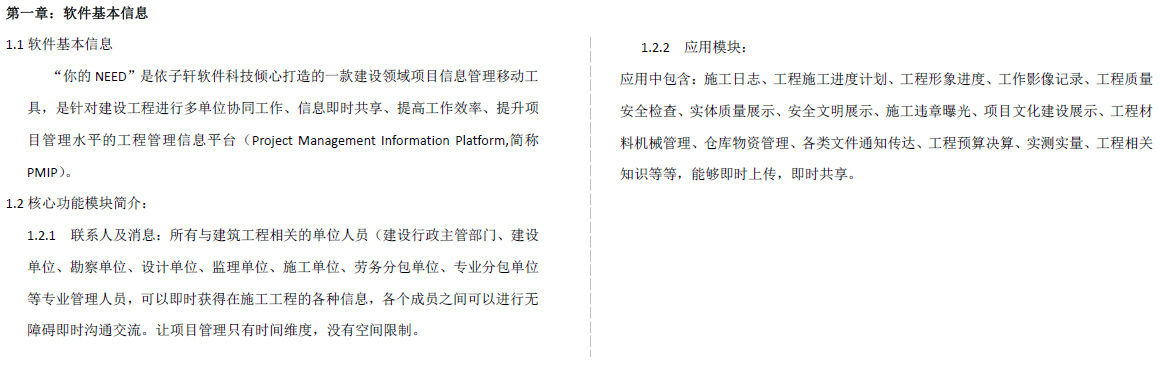 第一章：软件基本信息
1.1 软件基本信息
“你的 NEED”是依子轩软件科技倾心打造的一款建设领域项目信息管理移动工
具，是针对建设工程进行多单位协同工作、信息即时共享、提高工作效率、提升项
目管理水平的工程管理信息平台（Project Management Information Platform,简称
PMIP）。
1.2 核心功能模块简介：
1.2.1 联系人及消息：所有与建筑工程相关的单位人员（建设行政主管部门、建设
单位、勘察单位、设计单位、监理单位、施工单位、劳务分包单位、专业分包单位
等专业管理人员，可以即时获得在施工工程的各种信息，各个成员之间可以进行无
障碍即时沟通交流。让项目管理只有时间维度，没有空间限制。
1.2.2 应用模块：
应用中包含：施工日志、工程施工进度计划、工程形象进度、工作影像记录、工程质量
安全检查、实体质量展示、安全文明展示、施工违章曝光、项目文化建设展示、工程材
料机械管理、仓库物资管理、各类文件通知传达、工程预算决算、实测实量、工程相关
知识等等，能够即时上传，即时共享。